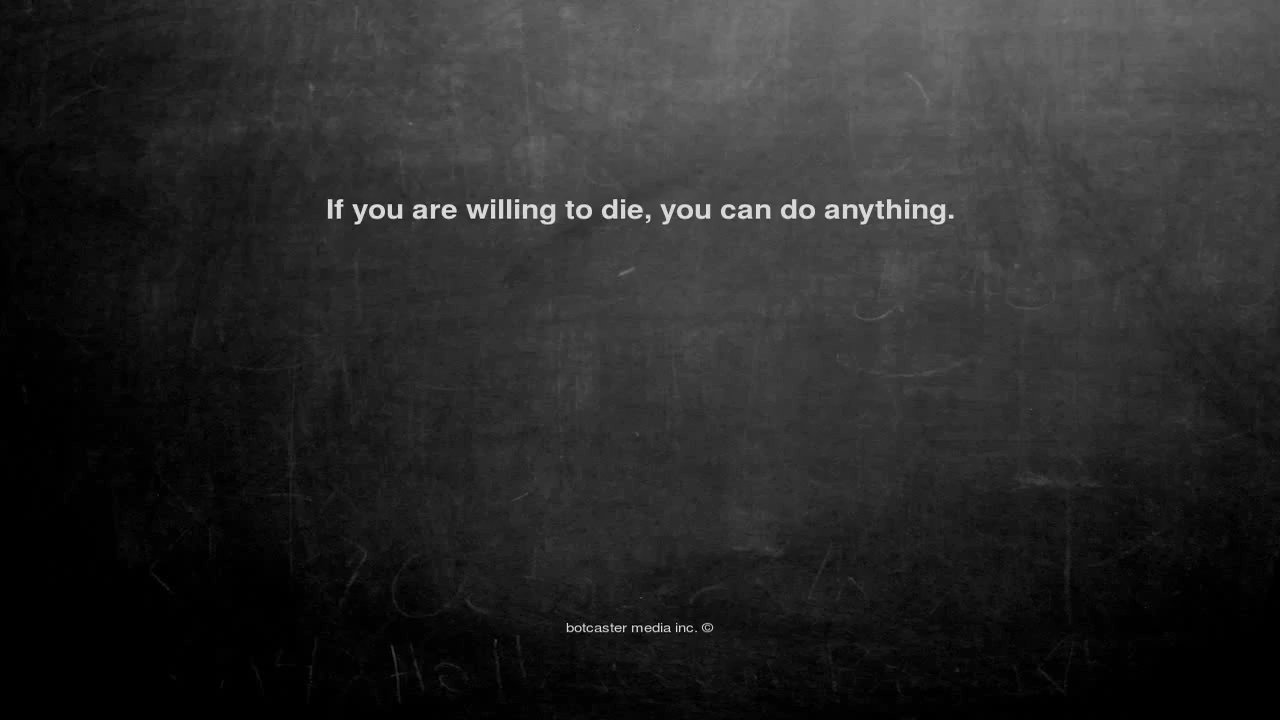 If you are willing to die, you can do anything.
botcaster media inc. ©